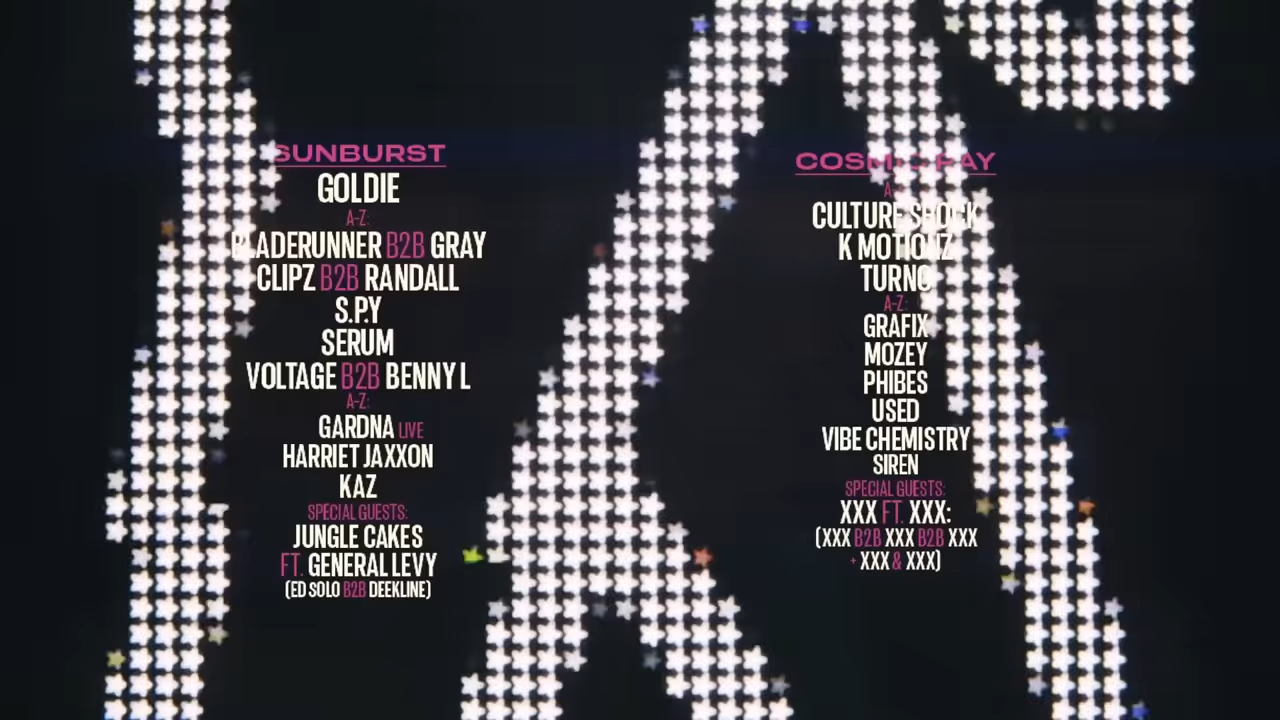 SUNBURST
GOLDIE
A-Z:
BLADERUNNER B2B GRAY
CLIPZ B2B RANDALL
S.P.Y
SERUM
VOLTAGE B2B BENNY L
A-Z:
GARDNA LIVE
HARRIET JAXXON
KAZ
SPECIAL GUESTS:
JUNGLE CAKES
FT. GENERAL LEVY
(ED SOLO B2B DEEKLINE)
COSMIC RAY
CULTURE SHOCK
K MOTIONZ
TURNO
A-Z:
GRAFIX
MOZEY
PHIBES
USED
VIBE CHEMISTRY
SIREN
SPECIAL GUESTS:
XXX FT. XXX:
(XXX B2B XXX B2B XXX
+ XXX & XXX)